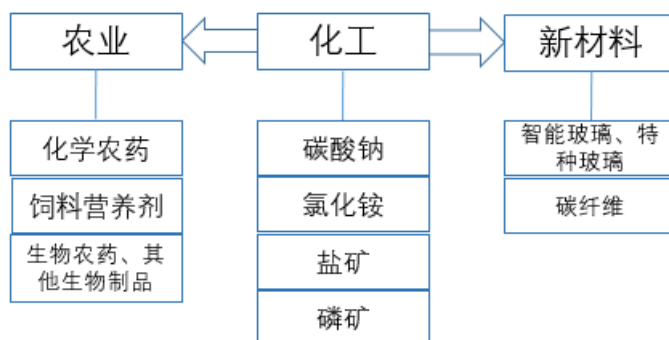 农业
化工
新材料
化学农药
饲料营养剂
生物农药、其
他生物制品
碳酸钠
氯化铵
盐矿
磷矿
智能玻璃、特
种玻璃
碳纤维